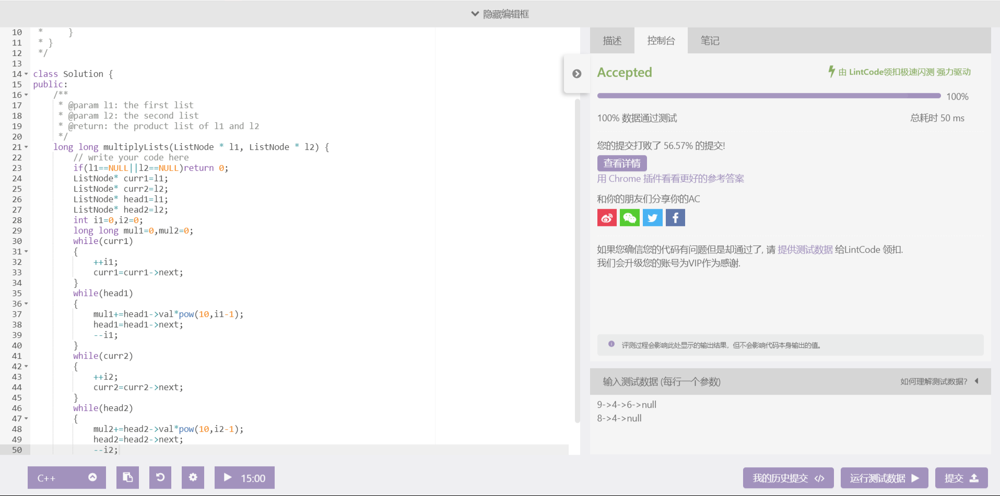 隐藏编辑框
10 *     }
11 * }
12 */
13
14 class Solution {
15 public:
16     /**
17      * @param l1: the first list
18      * @param l2: the second list
19      * @return: the product list of l1 and l2
20      */
21     long long multiplyLists(ListNode * l1, ListNode * l2) {
22         // write your code here
23         if(l1==NULL||l2==NULL)return 0;
24         ListNode* curr1=l1;
25         ListNode* curr2=l2;
26         ListNode* head1=l1;
27         ListNode* head2=l2;
28         int i1=0,i2=0;
29         long long mul1=0,mul2=0;
30         while(curr1)
31         {
32             ++i1;
33             curr1=curr1->next;
34         }
35         while(head1)
36         {
37             mul1+=head1->val*pow(10,i1-1);
38             head1=head1->next;
39             --i1;
40         }
41         while(curr2)
42         {
43             ++i2;
44             curr2=curr2->next;
45         }
46         while(head2)
47         {
48             mul2+=head2->val*pow(10,i2-1);
49             head2=head2->next;
50             --i2;
描述 控制台 笔记
Accepted 由 LintCode领扣极速闪测 强力驱动
100%
100% 数据通过测试 总耗时 50 ms
您的提交打败了 56.57% 的提交!
查看详情
用 Chrome 插件看看更好的参考答案
和你的朋友们分享你的AC
如果您确信您的代码有问题但是却通过了, 请 提供测试数据 给LintCode 领扣.
我们会升级您的账号为VIP作为感谢.
评测过程会影响此处显示的输出结果，但不会影响代码本身输出的值。
输入测试数据 (每行一个参数) 如何理解测试数据?
9->4->6->null
8->4->null
C++ 15:00 我的历史提交 </> 运行测试数据 提交